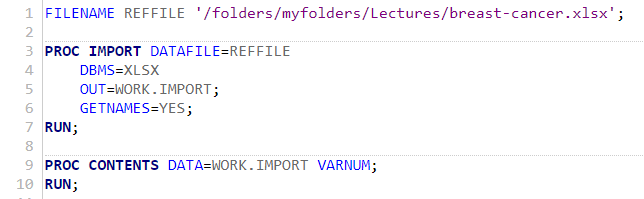 1 FILENAME REFFILE '/folders/myfolders/Lectures/breast-cancer.xlsx';
2
3 PROC IMPORT DATAFILE=REFFILE
4 DBMS=XLSX
5 OUT=WORK.IMPORT;
6 GETNAMES=YES;
7 RUN;
8
9 PROC CONTENTS DATA=WORK.IMPORT VARNUM;
10 RUN;